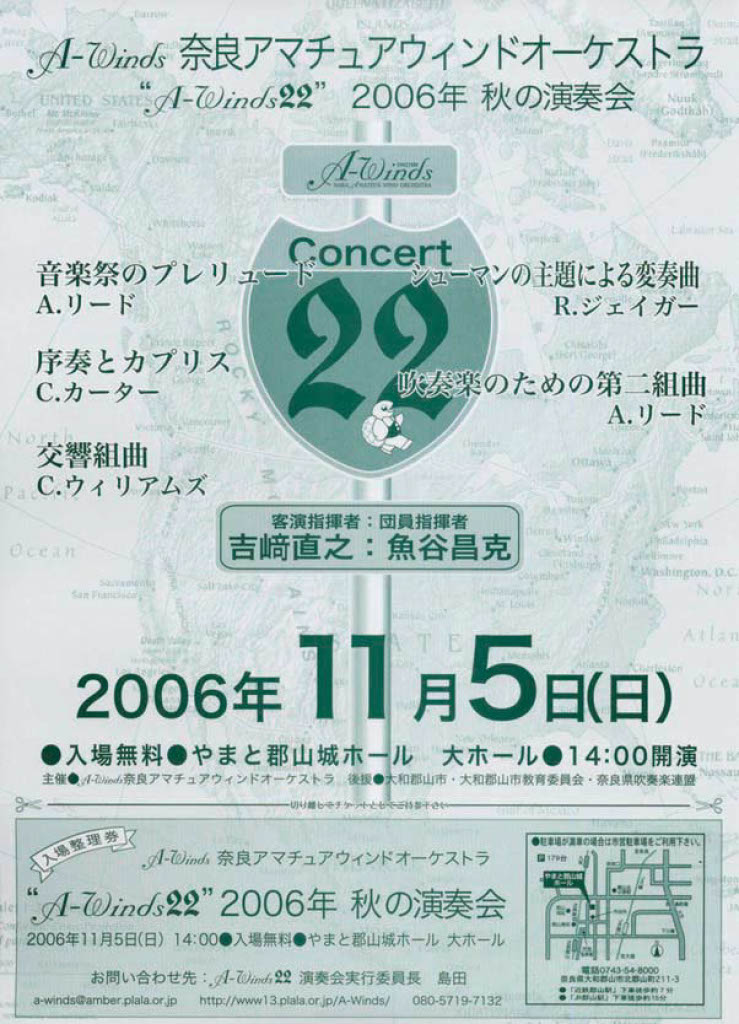 A-Winds 奈良アマチュアウィンドオーケストラ
"A-Winds22" 2006年 秋の演奏会
A-Winds
NARA AMATEUR WIND ORCHESTRA
Concert
22
音楽祭のプレリュード
A.リード
序奏とカプリス
C.カーター
交響組曲
C.ウィリアムズ
シューマンの主題による変奏曲
R.ジェイガー
吹奏楽のための第二組曲
A.リード
客演指揮者：団員指揮者
吉﨑直之：魚谷昌克
2006年11月5日(日)
●入場無料●やまと郡山城ホール 大ホール●14:00開演
主催●A-Winds奈良アマチュアウィンドオーケストラ 後援●大和郡山市・大和郡山市教育委員会・奈良県吹奏楽連盟
切り離してチケットとしてご持参下さい
入場整理券
A-Winds 奈良アマチュアウィンドオーケストラ
"A-Winds22" 2006年 秋の演奏会
2006年11月5日(日) 14:00●入場無料●やまと郡山城ホール 大ホール
お問い合わせ先：A-Winds22 演奏会実行委員長 島田
a-winds@amber.plala.or.jp http://www13.plala.or.jp/A-Winds/ 080-5719-7132
●駐車場が満車の場合は市営駐車場をご利用下さい。
P 179台
やまと郡山城
ホール
電話0743-54-8000
奈良県大和郡山市北郡山町211-3
●「近鉄郡山駅」下車徒歩約7分
●「JR郡山駅」下車徒歩約15分